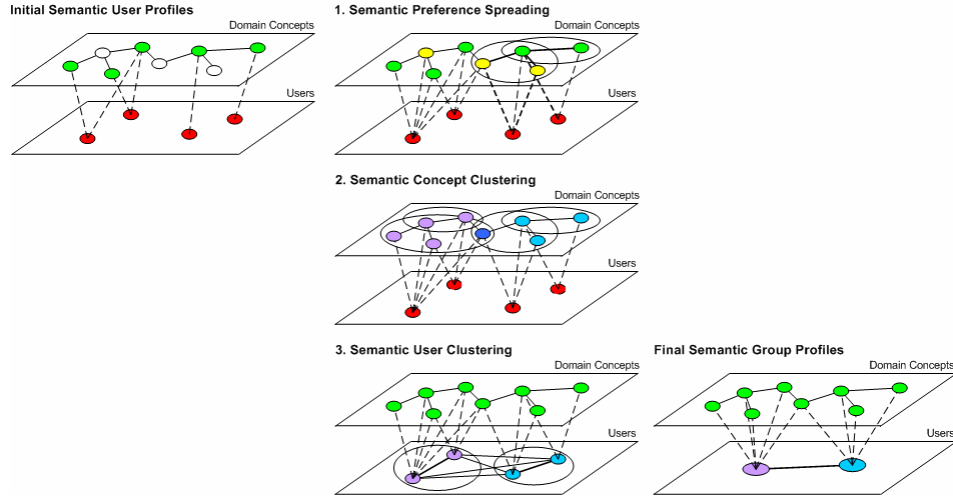 Initial Semantic User Profiles
Domain Concepts
Users
1. Semantic Preference Spreading
Domain Concepts
Users
2. Semantic Concept Clustering
Domain Concepts
Users
3. Semantic User Clustering
Domain Concepts
Users
Final Semantic Group Profiles
Domain Concepts
Users